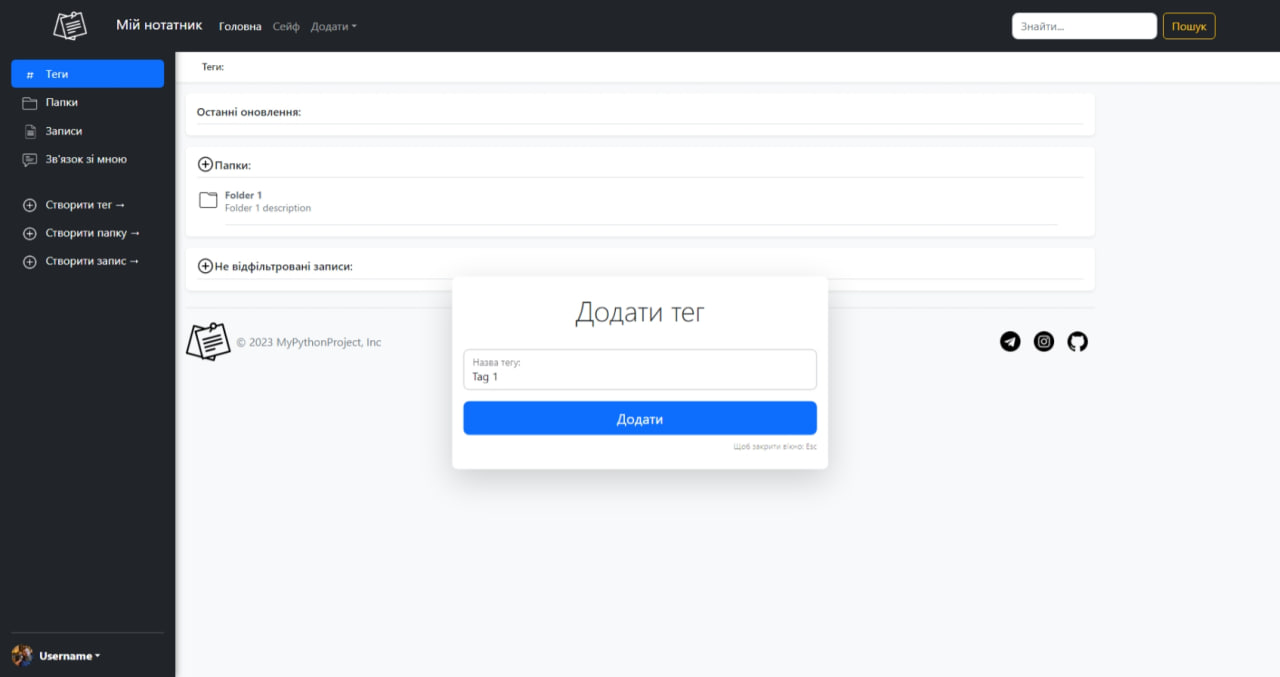 Мій нотатник Головна Сейф Додати Знайти... Пошук
# Теги
Папки
Записи
Зв'язок зі мною
Створити тег →
Створити папку →
Створити запис →
Username
Теги:
Останні оновлення:
Папки:
Folder 1
Folder 1 description
Не відфільтровані записи:
Додати тег
Назва тегу:
Tag 1
Додати
Щоб закрити вікно: Esc
© 2023 MyPythonProject, Inc